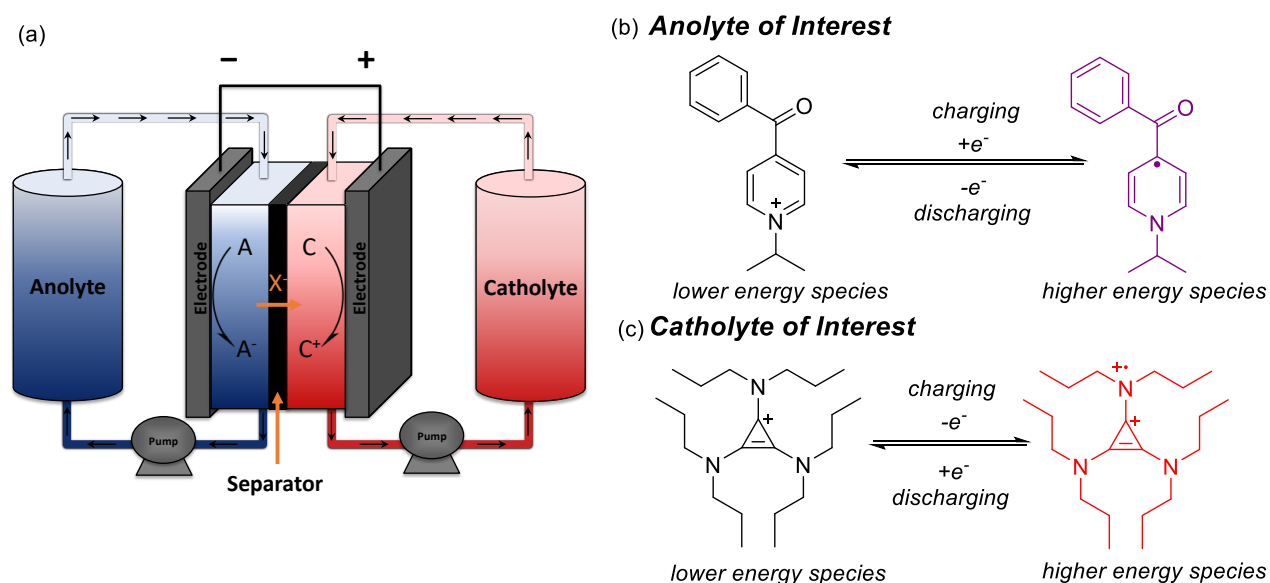 (a)
− +
Anolyte
Electrode
A
A-
X-
C
C+
Electrode
Catholyte
Pump
Pump
Separator
(b) Anolyte of Interest
O
+
N
lower energy species
charging
+e-
-e-
discharging
O
•
N
higher energy species
(c) Catholyte of Interest
N
+
N N
lower energy species
charging
-e-
+e-
discharging
+•
N
+
N N
higher energy species